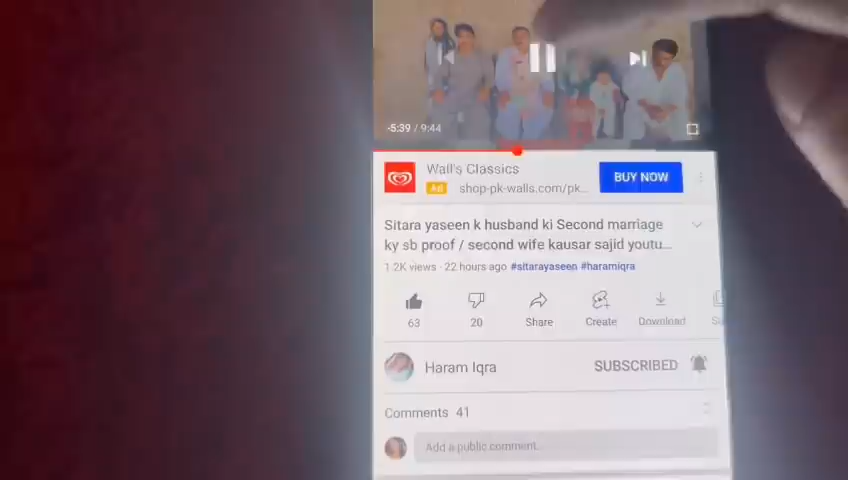 -5:39 / 9:44
Wall's Classics
Ad shop-pk-walls.com/pk...
BUY NOW
Sitara yaseen k husband ki Second marriage
ky sb proof / second wife kausar sajid youtu...
1.2K views · 22 hours ago #sitarayaseen #haramiqra
63
20
Share
Create
Download
Haram Iqra
SUBSCRIBED
Comments 41
Add a public comment...